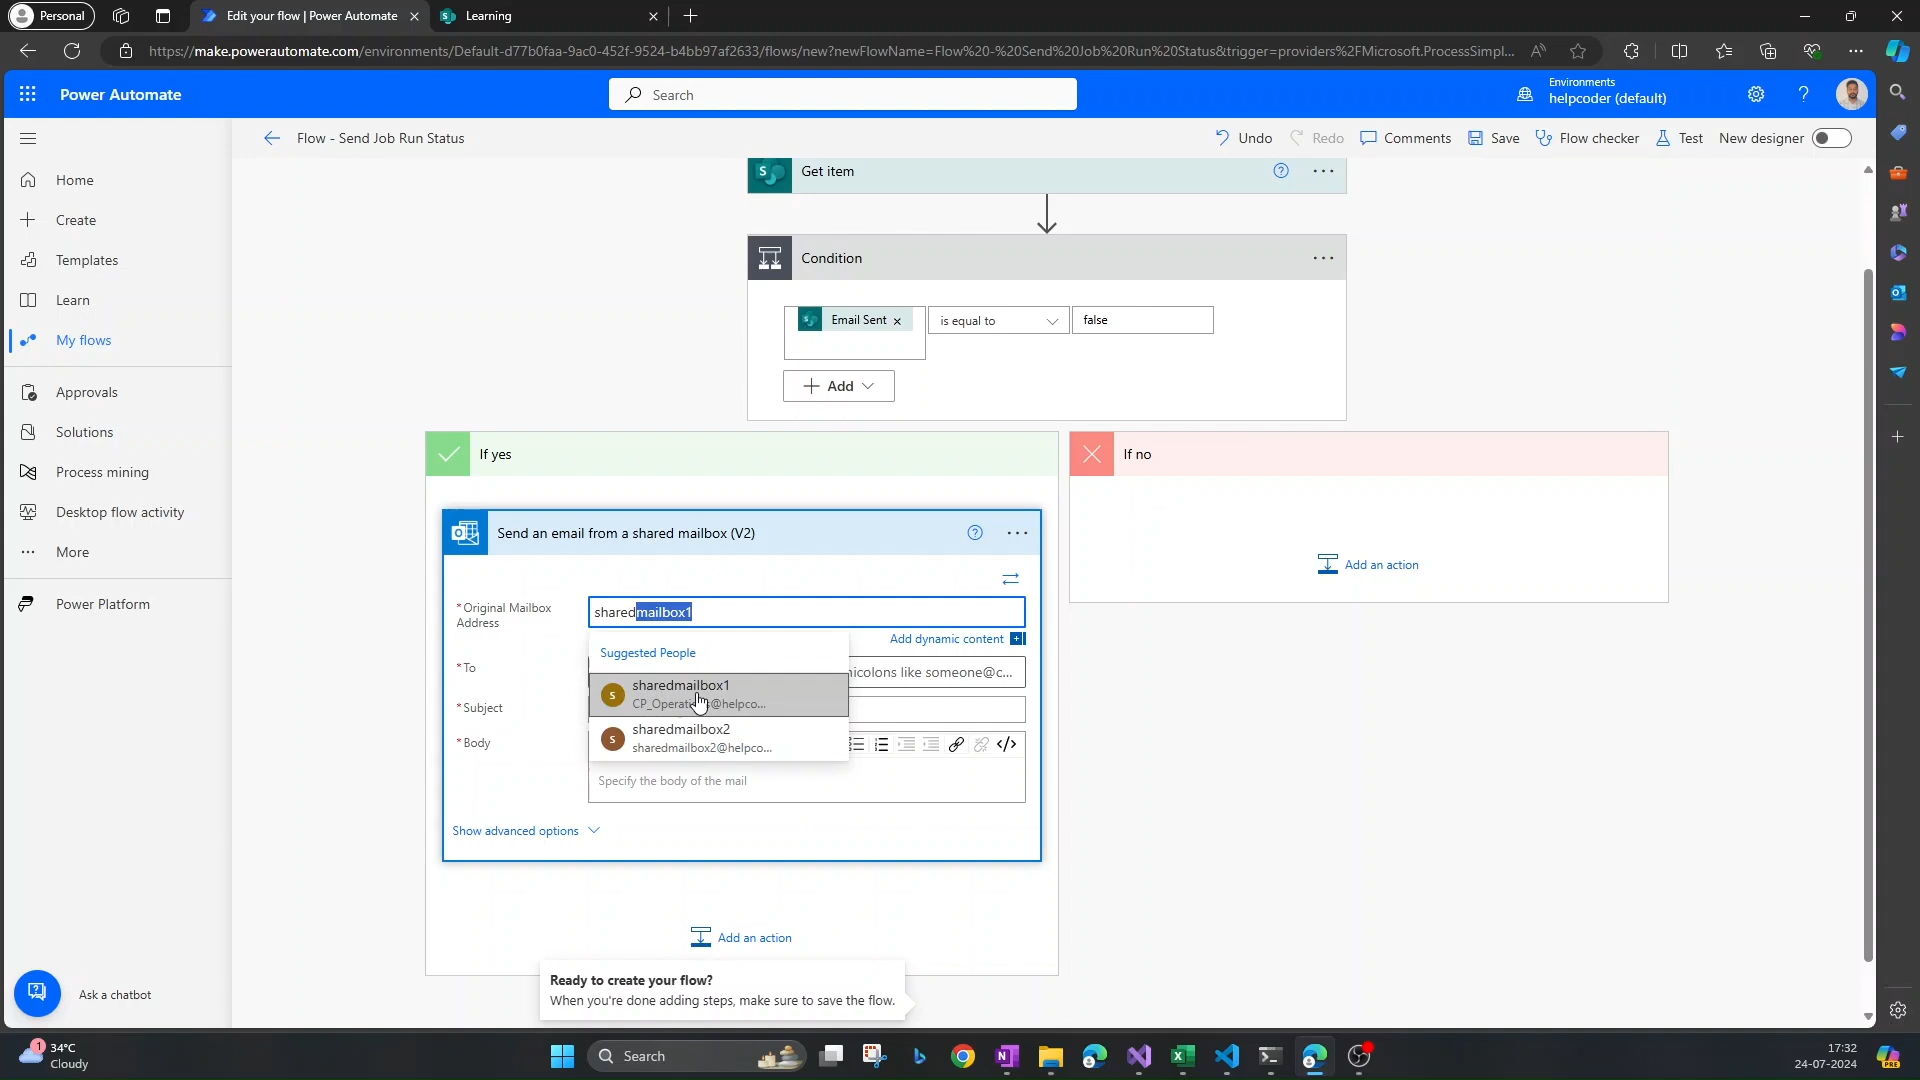 Personal
Edit your flow | Power Automate
Learning
https://make.powerautomate.com/environments/Default-d77b0faa-9ac0-452f-9524-b4bb97af2633/flows/new?newFlowName=Flow%20-%20Send%20Job%20Run%20Status&trigger=providers%2FMicrosoft.ProcessSimpl...
Power Automate
Search
Environments
helpcoder (default)
Flow - Send Job Run Status
Undo
Redo
Comments
Save
Flow checker
Test
New designer
Home
Create
Templates
Learn
My flows
Approvals
Solutions
Process mining
Desktop flow activity
More
Power Platform
Ask a chatbot
Get item
Condition
Email Sent
is equal to
false
Add
If yes
If no
Add an action
Send an email from a shared mailbox (V2)
*Original Mailbox
Address
sharedmailbox1
Add dynamic content
Suggested People
*To
nicolons like someone@c...
sharedmailbox1
@helpco...
*Subject
sharedmailbox2
sharedmailbox2@helpco...
*Body
Specify the body of the mail
Show advanced options
Add an action
Ready to create your flow?
When you're done adding steps, make sure to save the flow.
1
34°C
Cloudy
Search
17:32
24-07-2024